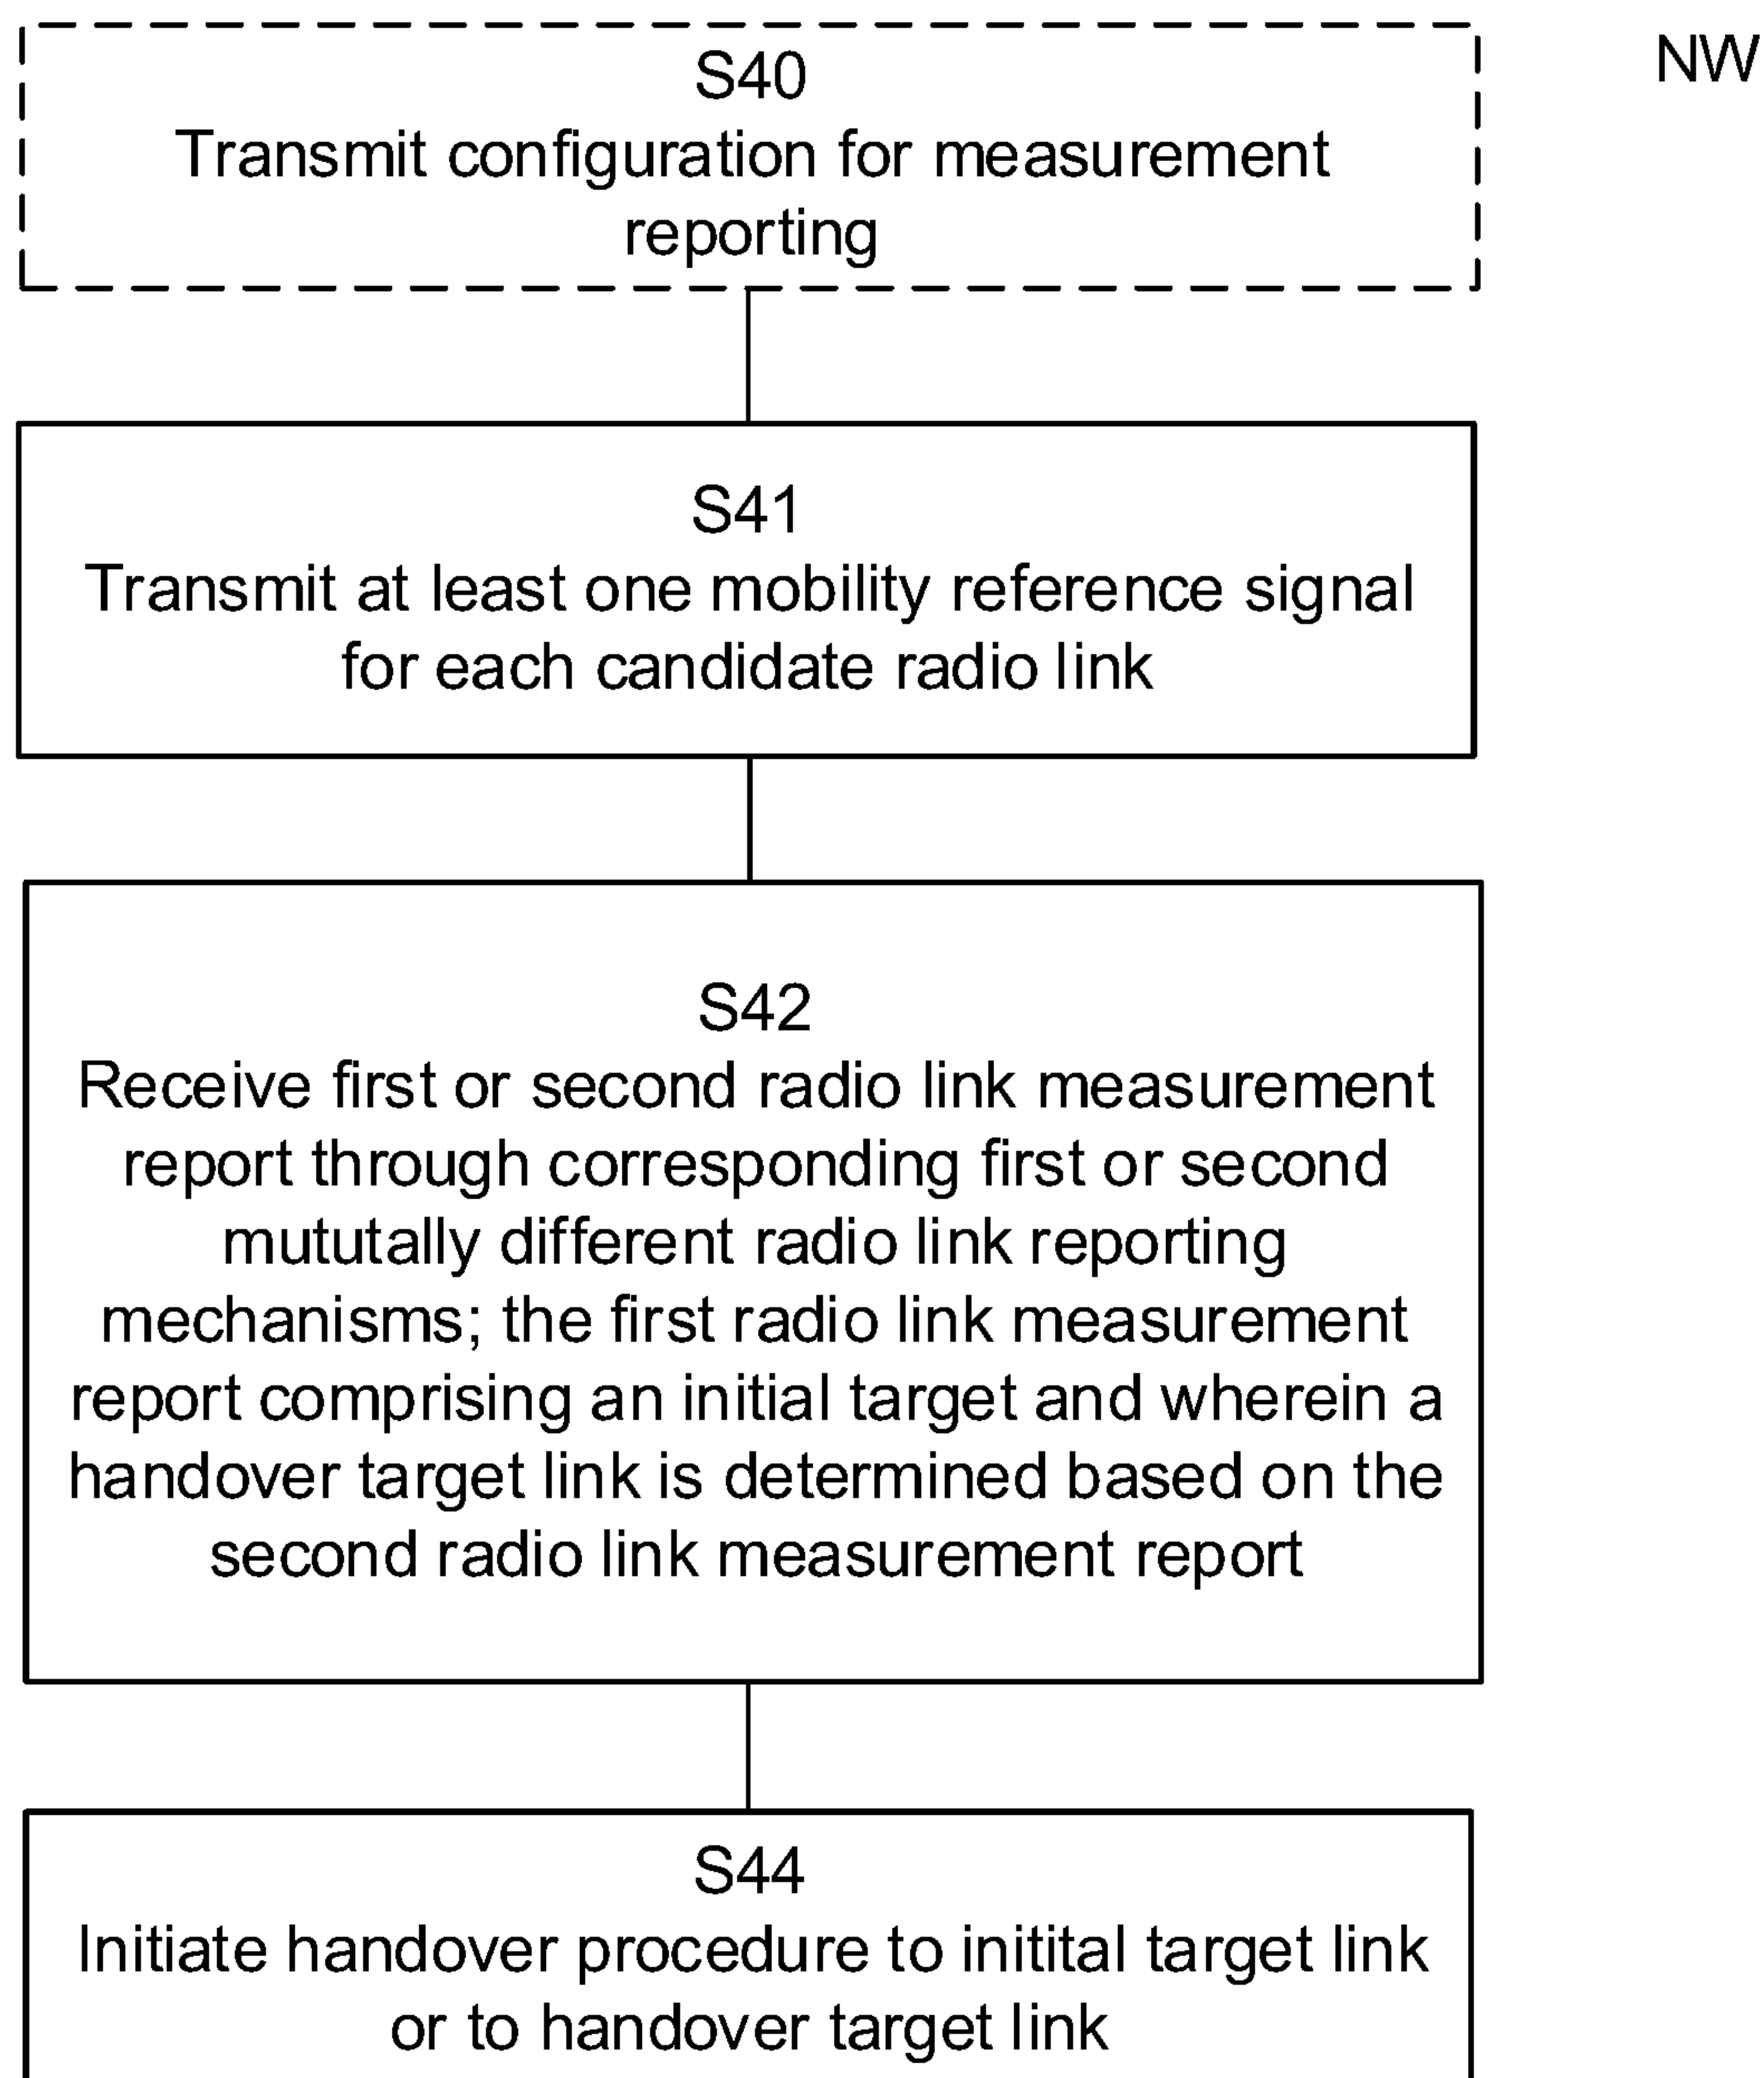 NW
S40
Transmit configuration for measurement
reporting
S41
Transmit at least one mobility reference signal
for each candidate radio link
S42
Receive first or second radio link measurement
report through corresponding first or second
mututally different radio link reporting
mechanisms; the first radio link measurement
report comprising an initial target and wherein a
handover target link is determined based on the
second radio link measurement report
S44
Initiate handover procedure to initital target link
or to handover target link